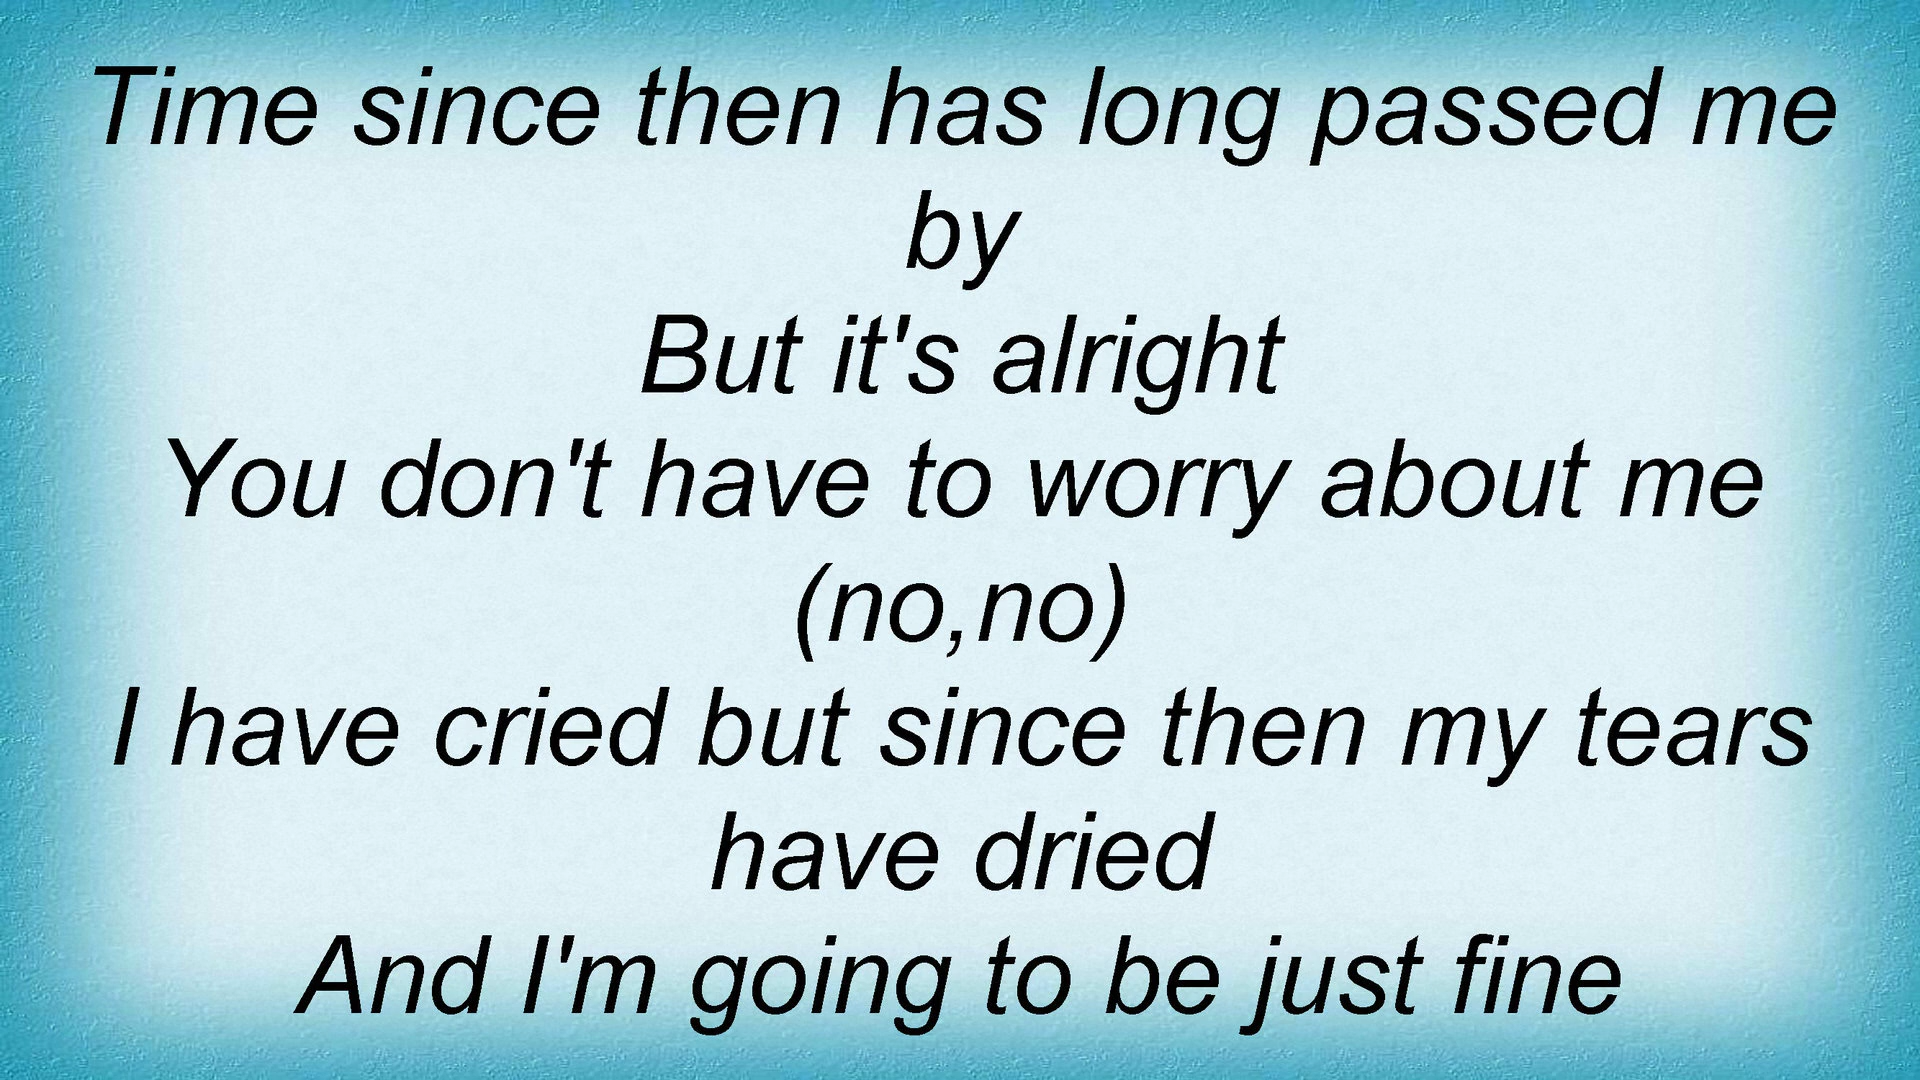 Time since then has long passed me
by
But it's alright
You don't have to worry about me
(no,no)
I have cried but since then my tears
have dried
And I'm going to be just fine